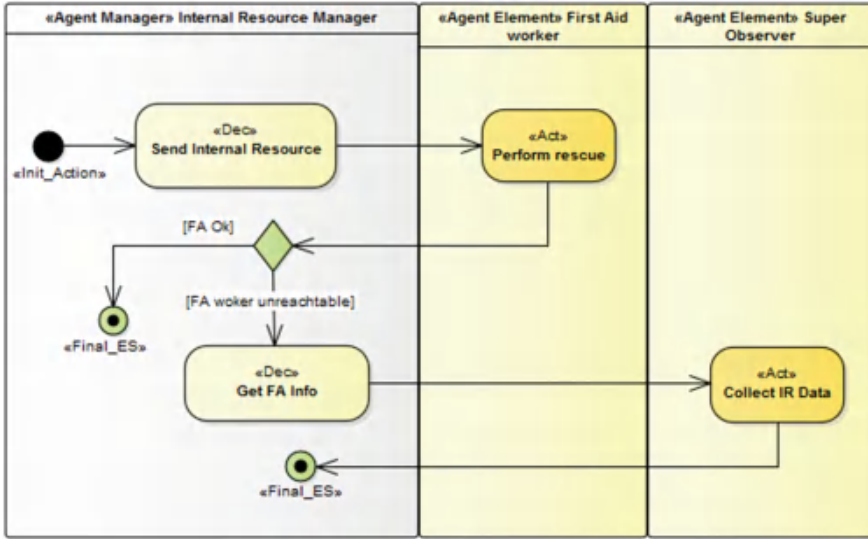 «Agent Manager» Internal Resource Manager
«Agent Element» First Aid
worker
«Agent Element» Super
Observer
«Dec»
Send Internal Resource
«Act»
Perform rescue
«Init_Action»
[FA Ok]
[FA woker unreachtable]
«Final_ES»
«Dec»
Get FA Info
«Act»
Collect IR Data
«Final_ES»